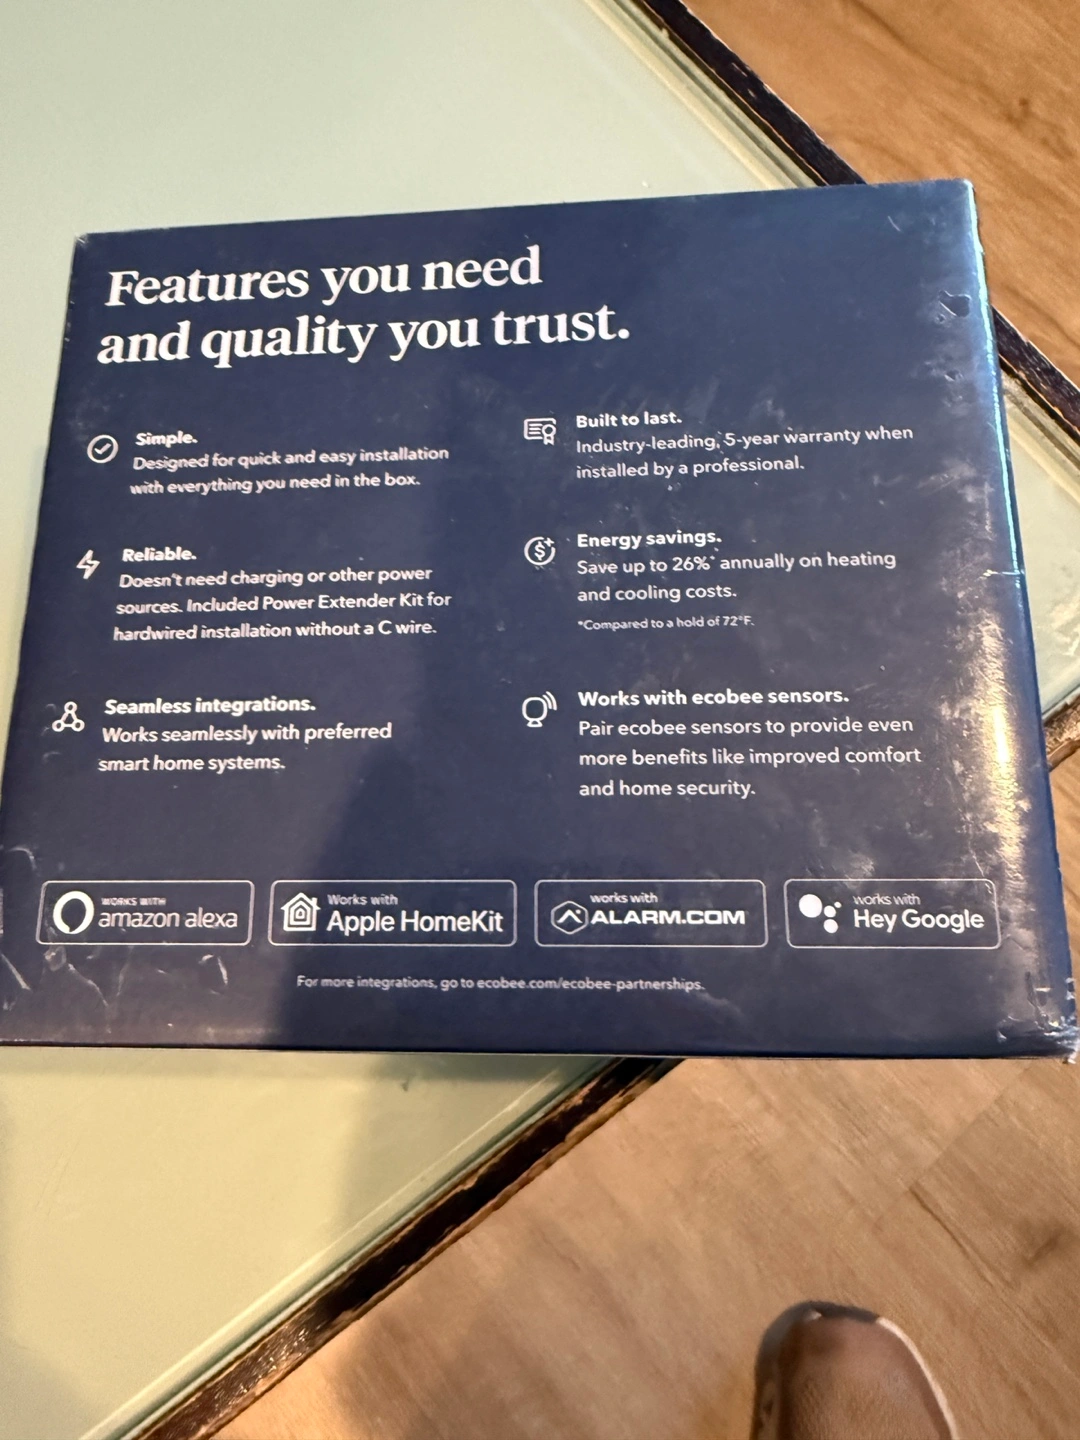 Features you need
and quality you trust.
Simple.
Designed for quick and easy installation
with everything you need in the box.
Reliable.
Doesn't need charging or other power
sources. Included Power Extender Kit for
hardwired installation without a C wire.
Seamless integrations.
Works seamlessly with preferred
smart home systems.
Built to last.
Industry-leading, 5-year warranty when
installed by a professional.
Energy savings.
Save up to 26%* annually on heating
and cooling costs.
*Compared to a hold of 72°F.
Works with ecobee sensors.
Pair ecobee sensors to provide even
more benefits like improved comfort
and home security.
WORKS WITH
amazon alexa
Works with
Apple HomeKit
works with
ALARM.COM
works with
Hey Google
For more integrations, go to ecobee.com/ecobee-partnerships.